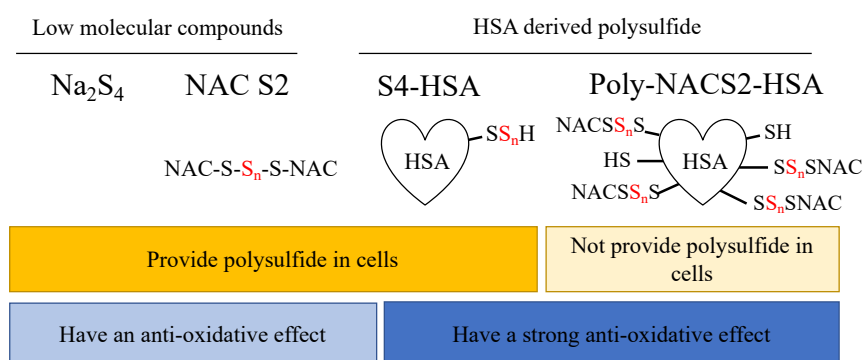 Low molecular compounds
HSA derived polysulfide
Na₂S₄
NAC S2
S4-HSA
Poly-NACS2-HSA
NAC-S-Sₙ-S-NAC
HSA
SSₙH
NACSSₙS
HS
NACSSₙS
HSA
SH
SSₙSNAC
SSₙSNAC
Provide polysulfide in cells
Not provide polysulfide in
cells
Have an anti-oxidative effect
Have a strong anti-oxidative effect